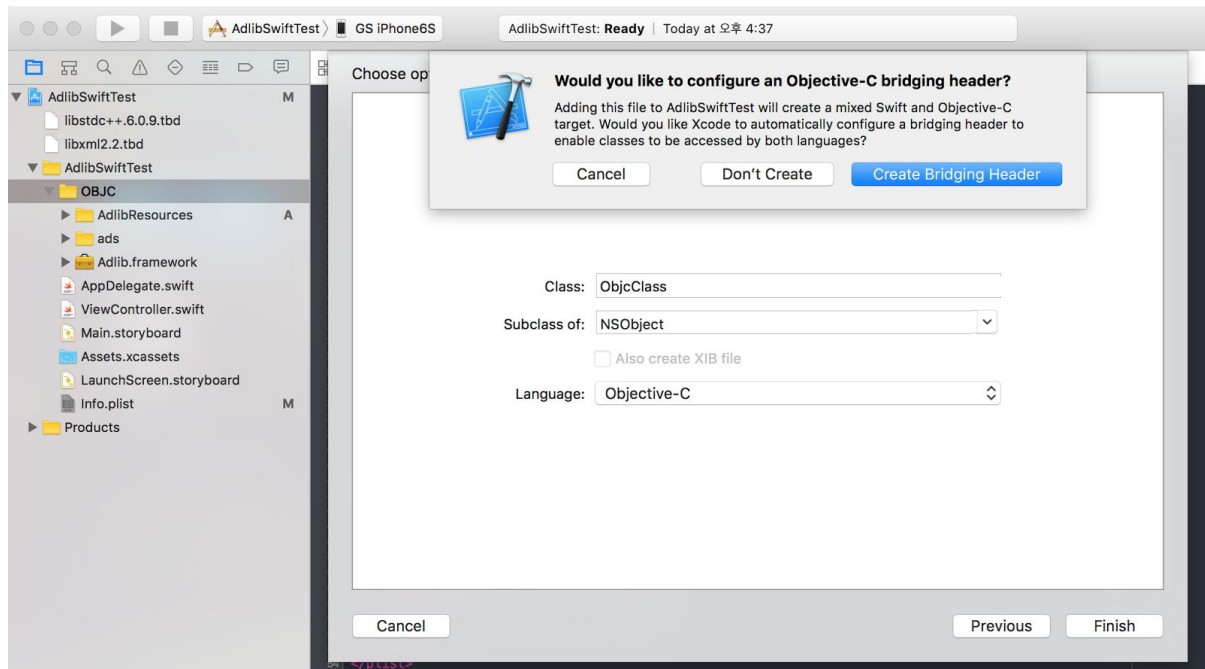 AdlibSwiftTest
GS iPhone6S
AdlibSwiftTest: Ready | Today at 오후 4:37
AdlibSwiftTest M
libstdc++.6.0.9.tbd
libxml2.2.tbd
AdlibSwiftTest
OBJC
AdlibResources A
ads
Adlib.framework
AppDelegate.swift
ViewController.swift
Main.storyboard
Assets.xcassets
LaunchScreen.storyboard
Info.plist M
Products
Choose op
Would you like to configure an Objective-C bridging header?
Adding this file to AdlibSwiftTest will create a mixed Swift and Objective-C
target. Would you like Xcode to automatically configure a bridging header to
enable classes to be accessed by both languages?
Cancel Don't Create Create Bridging Header
Class: ObjcClass
Subclass of: NSObject
Also create XIB file
Language: Objective-C
Cancel Previous Finish
</plist>